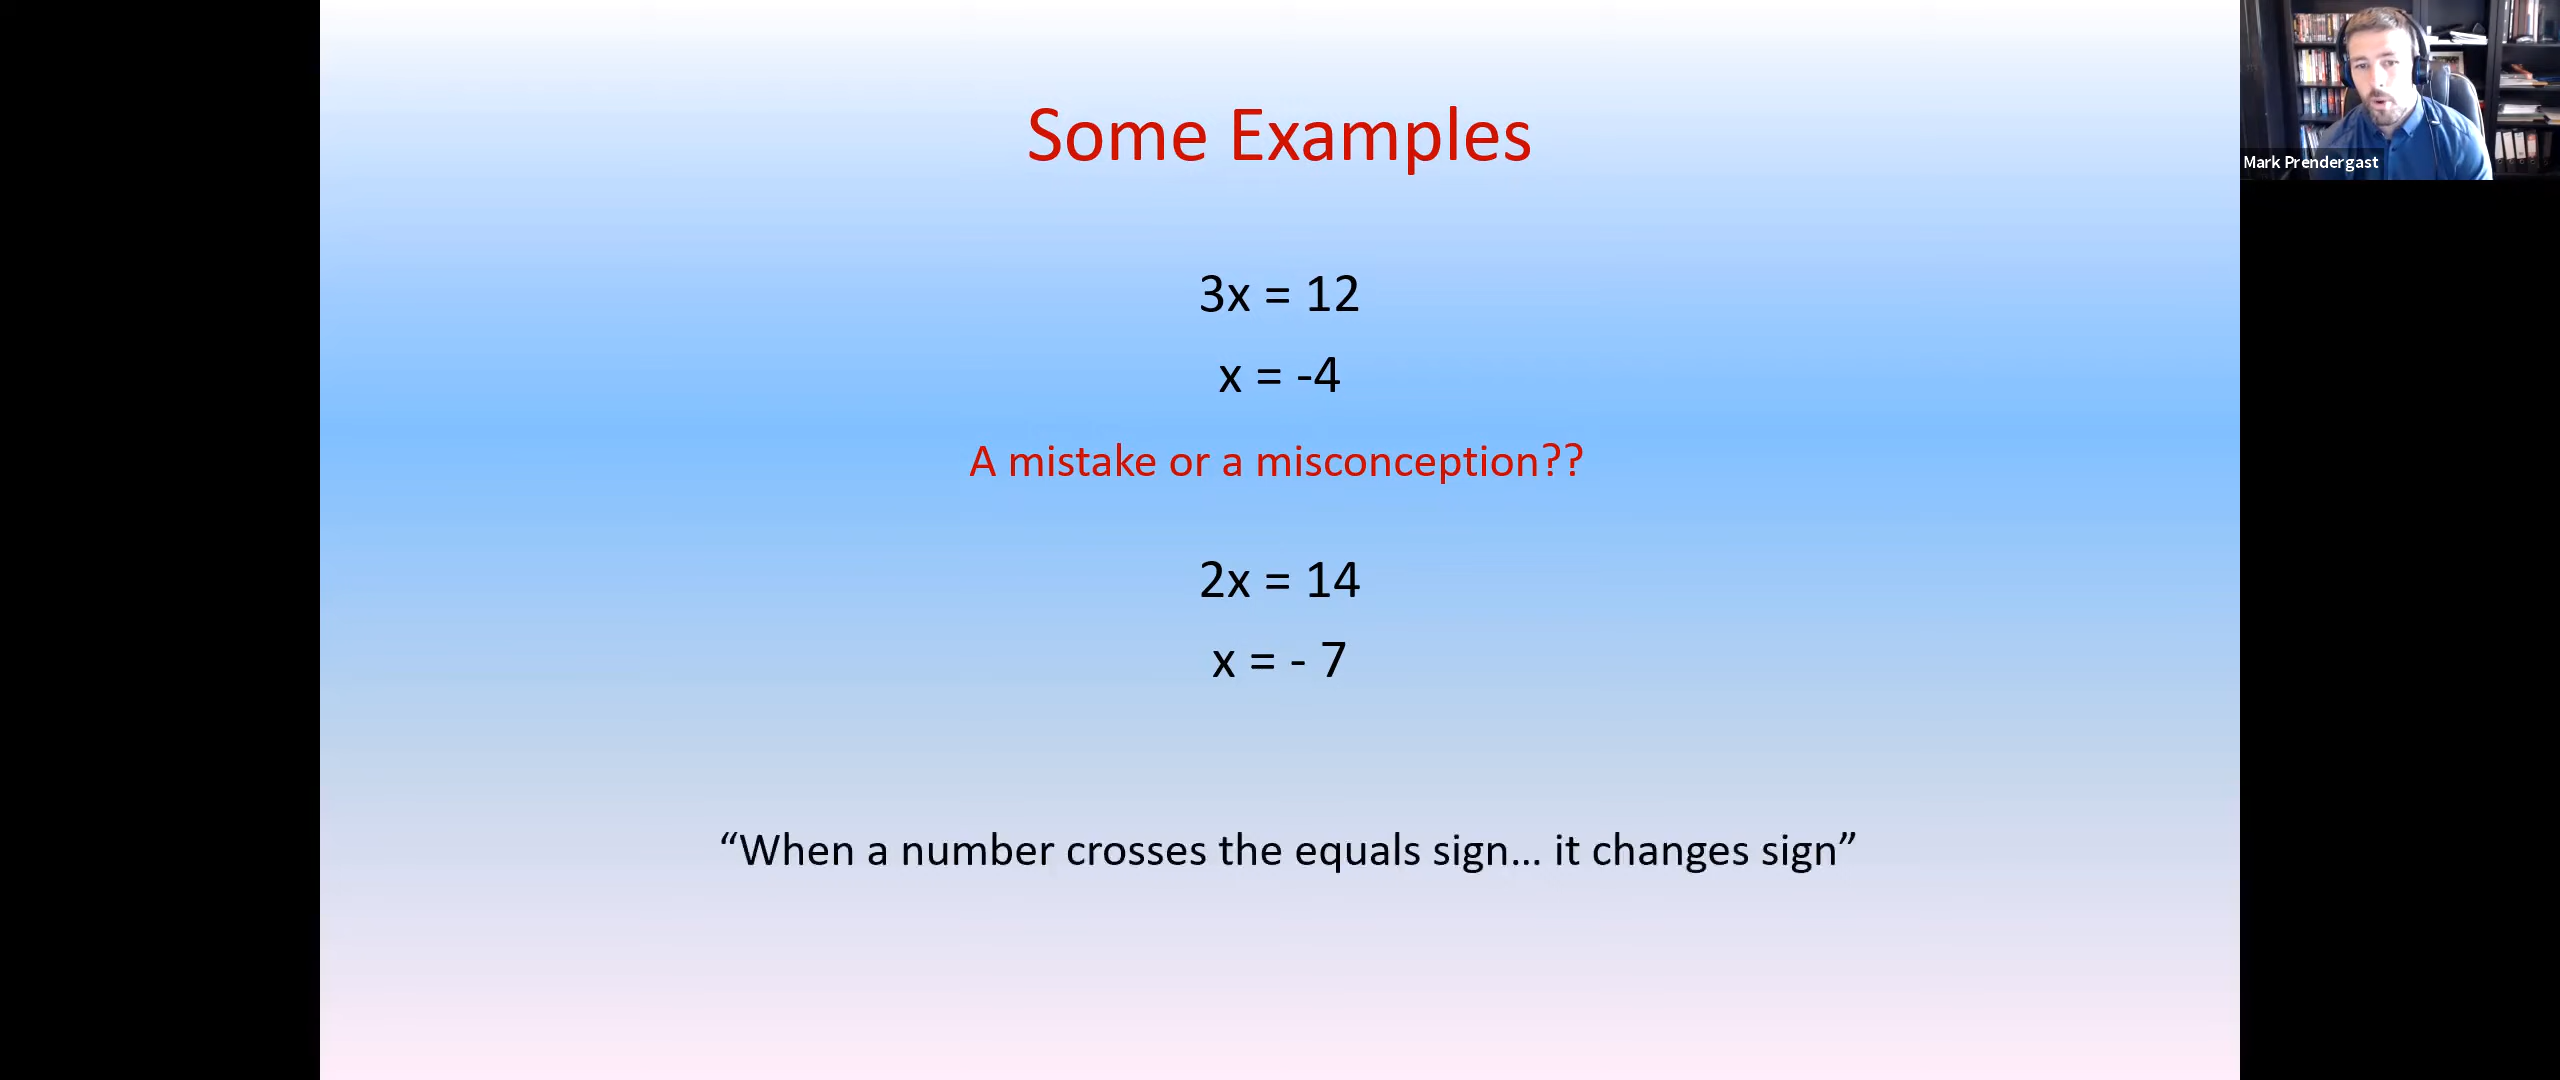 Some Examples
3x = 12
x = -4
A mistake or a misconception??
2x = 14
x = - 7
“When a number crosses the equals sign... it changes sign”
Mark Prendergast